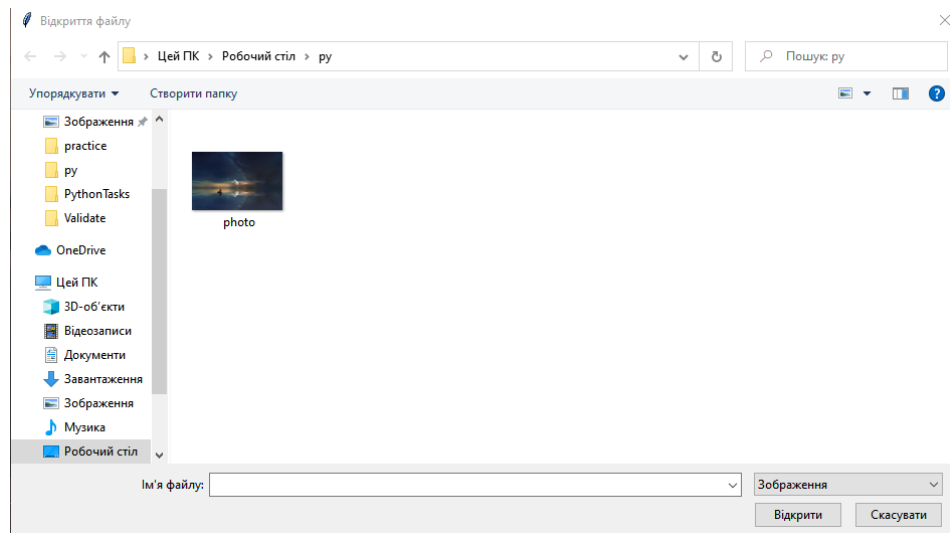 Відкриття файлу
Цей ПК › Робочий стіл › py
Пошук: py
Упорядкувати
Створити папку
?
Зображення
practice
py
PythonTasks
Validate
OneDrive
Цей ПК
3D-об'єкти
Відеозаписи
Документи
Завантаження
Зображення
Музика
Робочий стіл
photo
Ім'я файлу:
Зображення
Відкрити
Скасувати